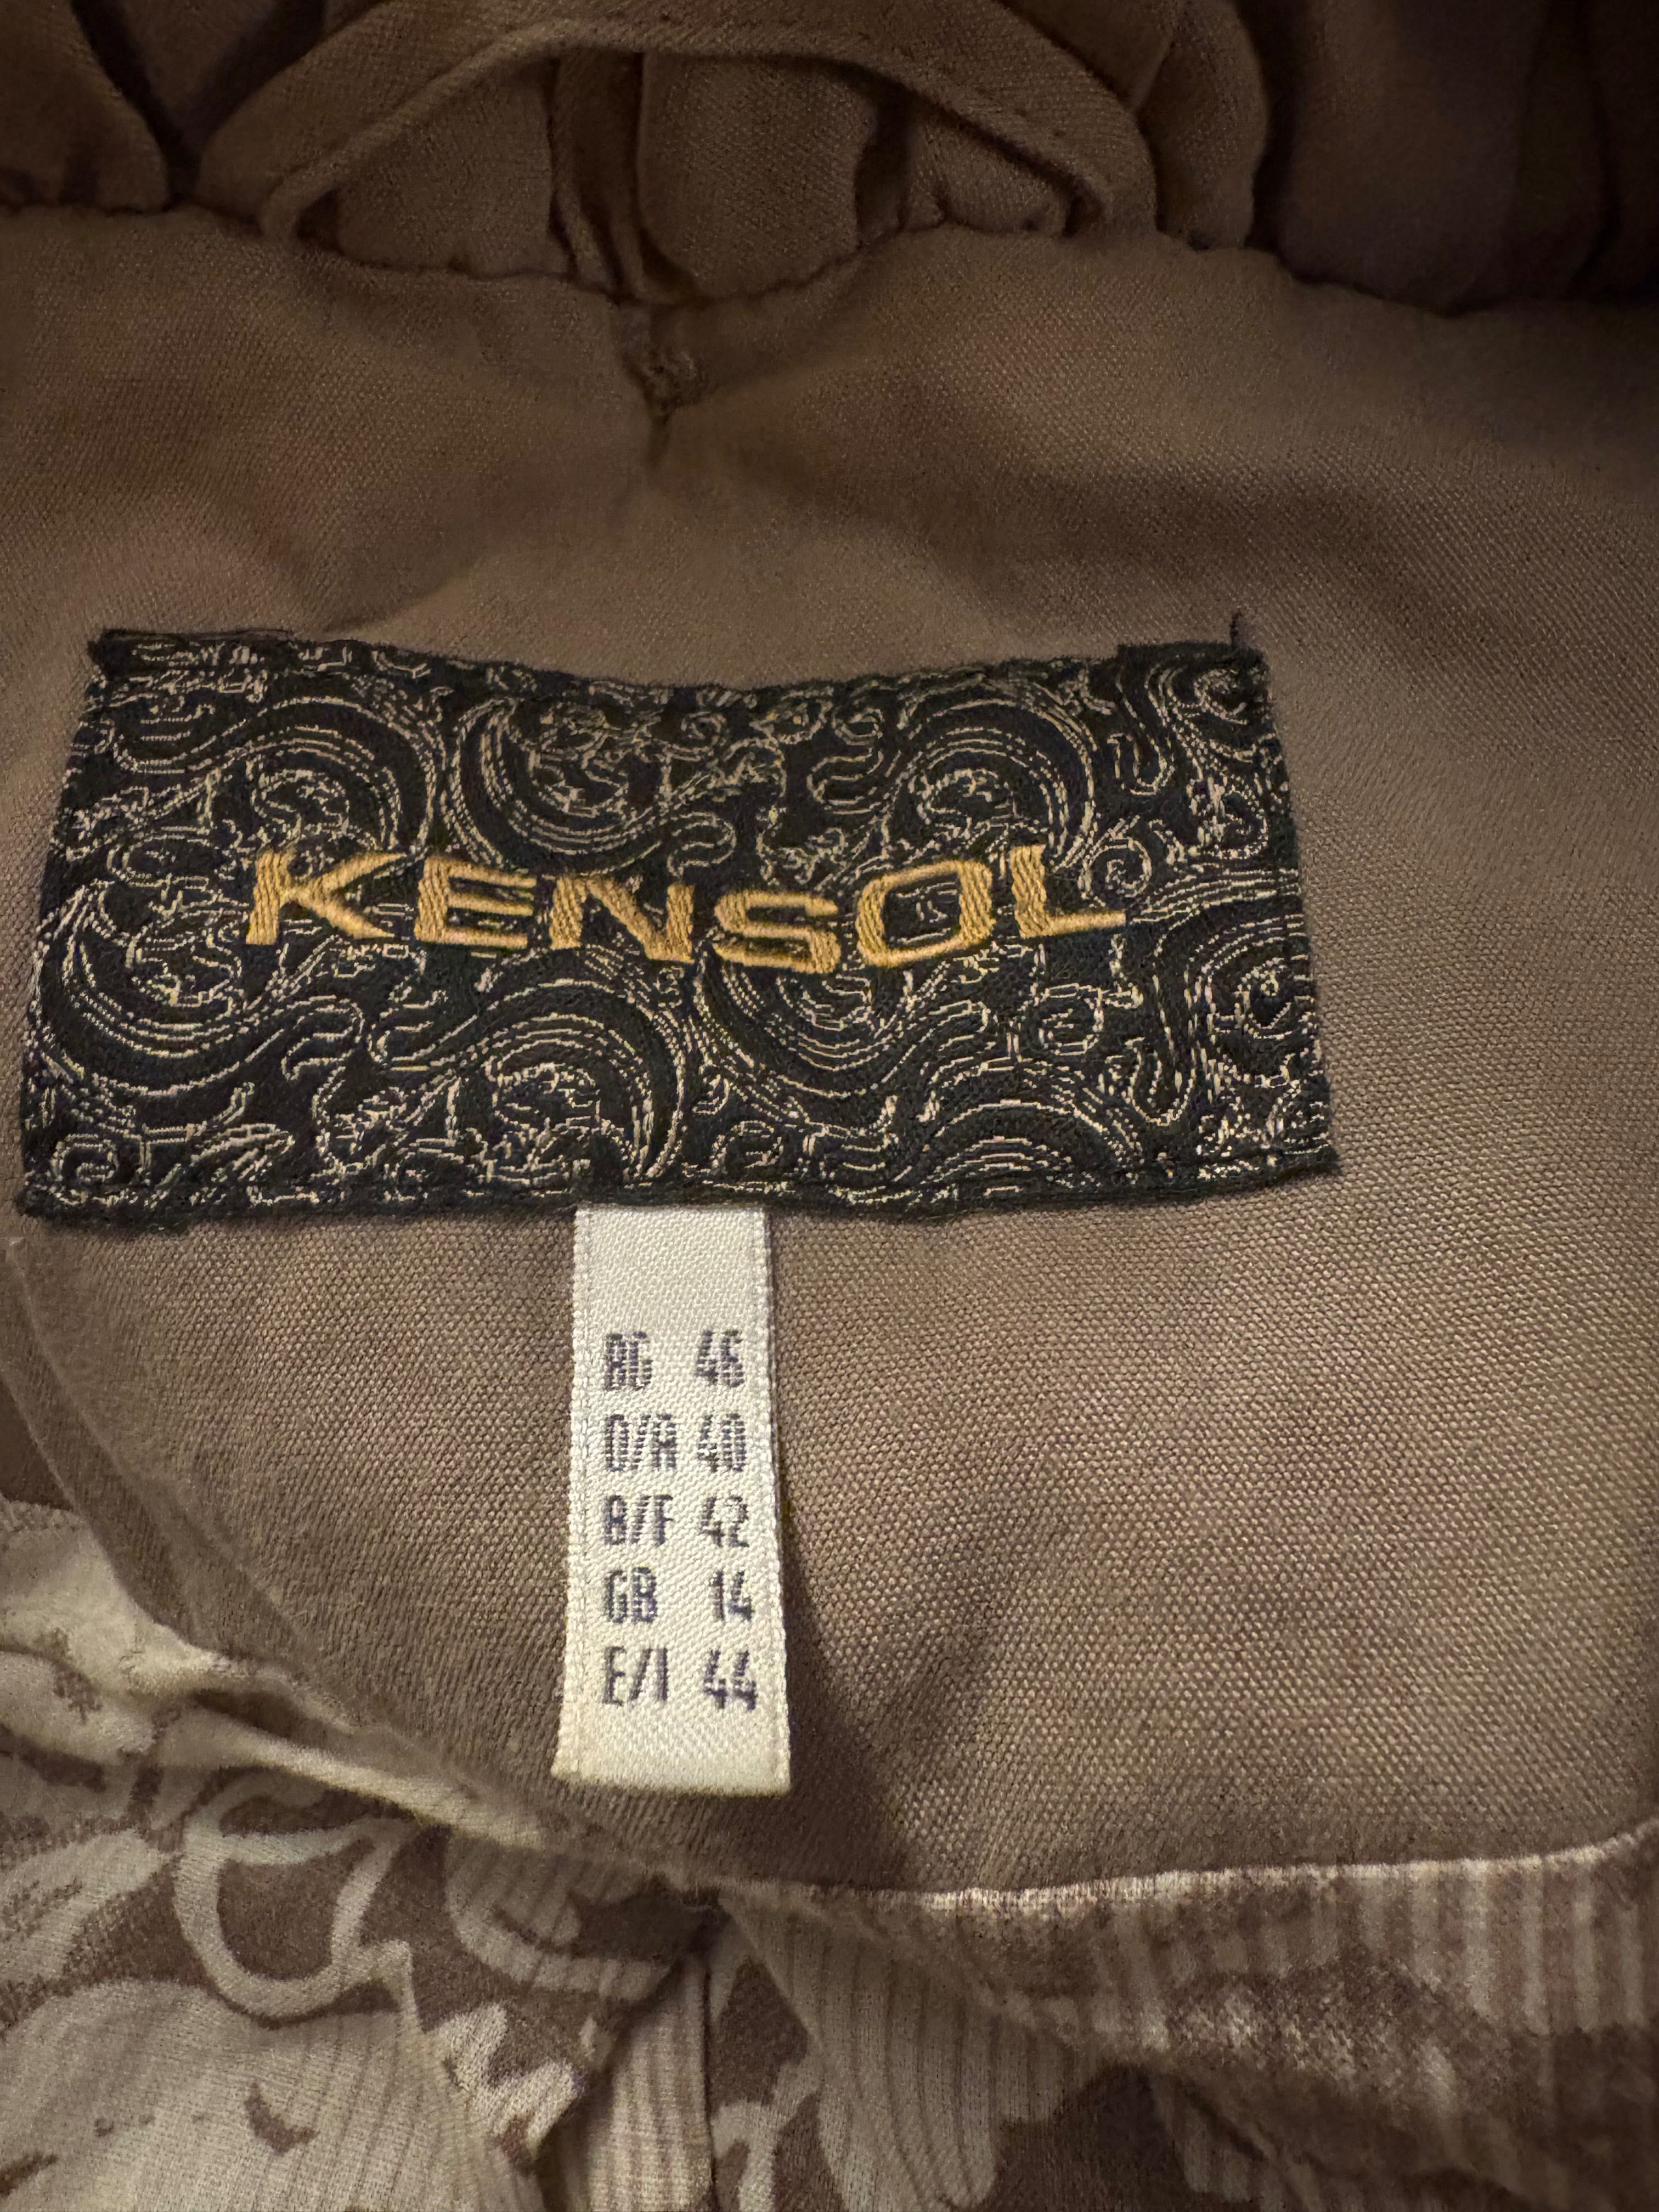 KENSOL
BG 46
D/A 40
B/F 42
GB 14
E/I 44